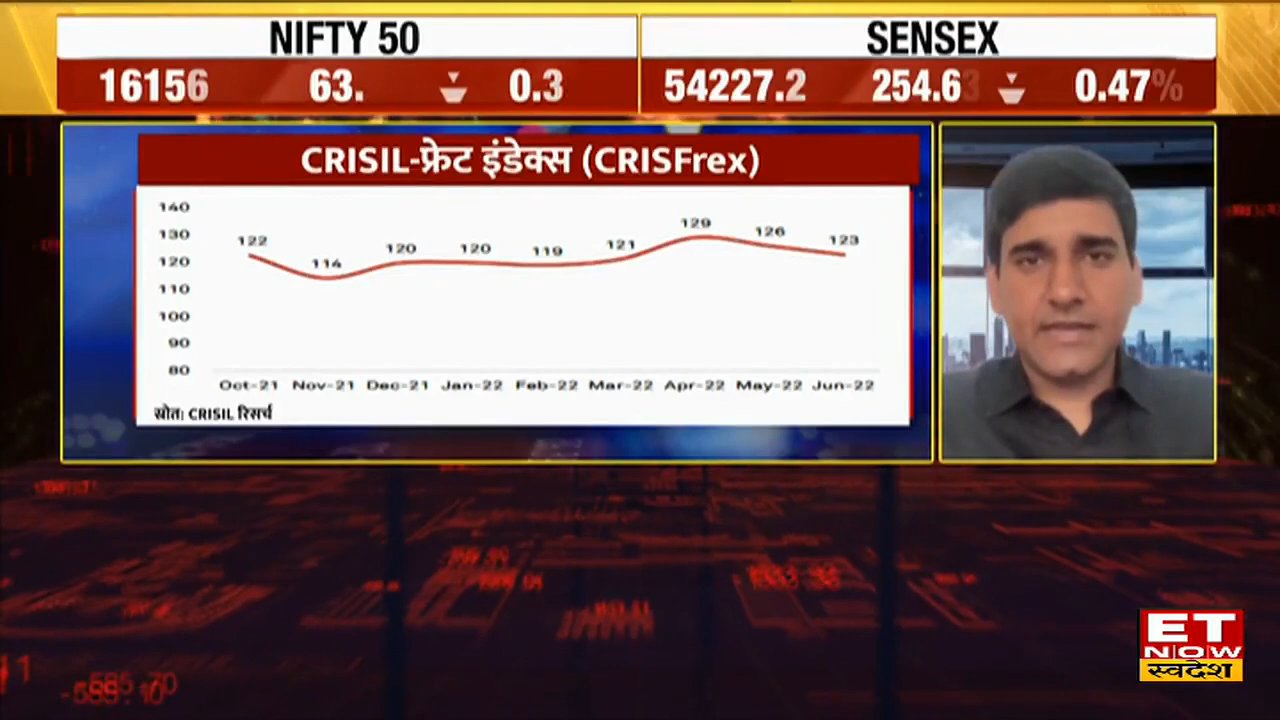 NIFTY 50
16156 63. 0.3
SENSEX
54227.2 254.63 0.47%
CRISIL-फ्रेट इंडेक्स (CRISFrex)
140
130
120
110
100
90
80
122 114 120 120 119 121 129 126 123
Oct-21 Nov-21 Dec-21 Jan-22 Feb-22 Mar-22 Apr-22 May-22 Jun-22
स्रोत: CRISIL रिसर्च
ET
NOW
स्वदेश